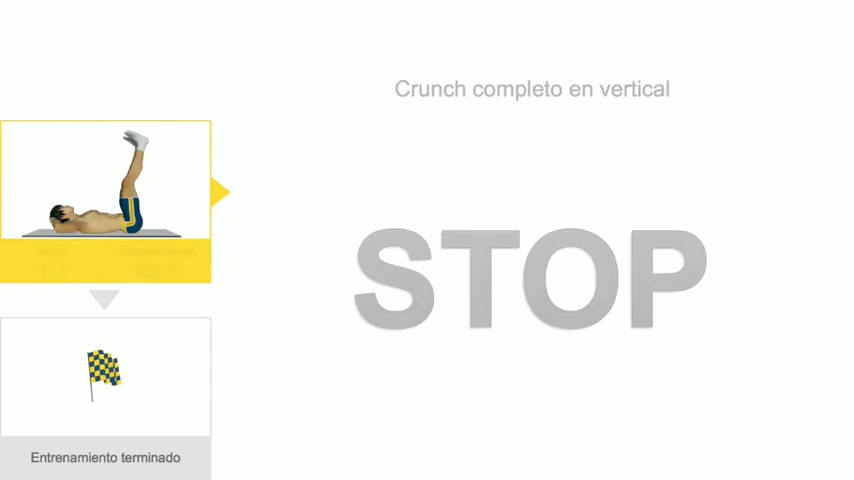 Crunch completo en vertical
STOP
Entrenamiento terminado